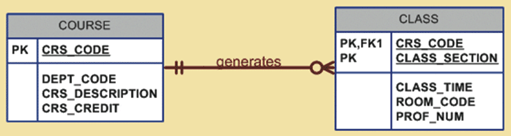 COURSE
PK CRS_CODE
DEPT_CODE
CRS_DESCRIPTION
CRS_CREDIT
generates
CLASS
PK,FK1 CRS_CODE
PK CLASS_SECTION
CLASS_TIME
ROOM_CODE
PROF_NUM